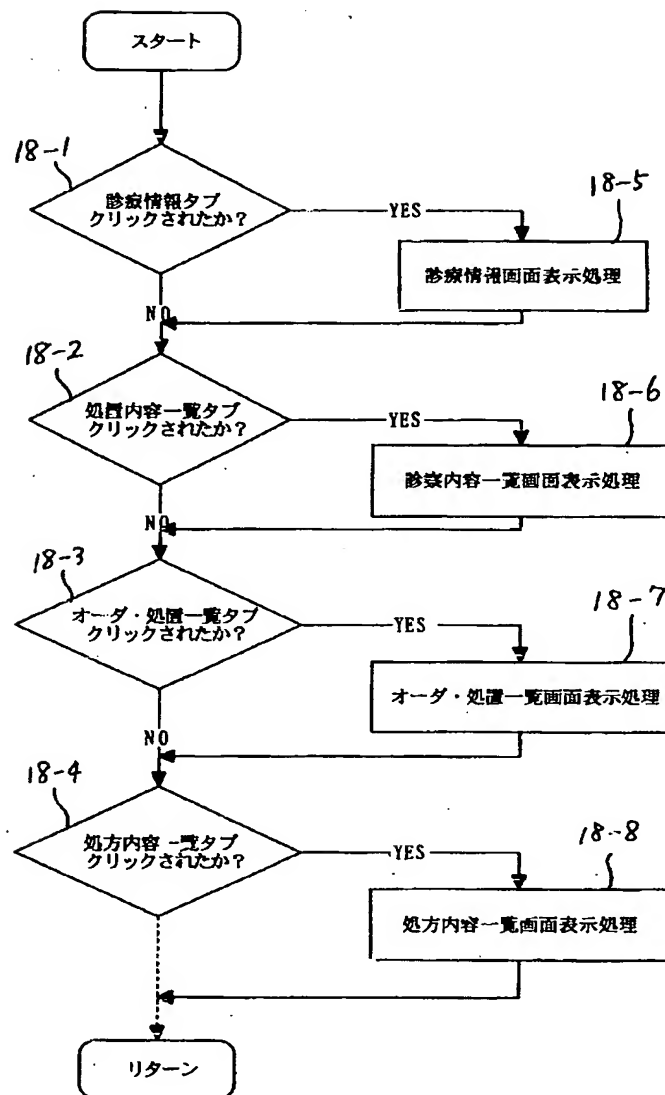 スタート
18-1
診療情報タブ
クリックされたか?
YES
18-5
診療情報画面表示処理
NO
18-2
処置内容一覧タブ
クリックされたか?
YES
18-6
診察内容一覧画面表示処理
NO
18-3
オーダ・処置一覧タブ
クリックされたか?
YES
18-7
オーダ・処置一覧画面表示処理
NO
18-4
処方内容一覧タブ
クリックされたか?
YES
18-8
処方内容一覧画面表示処理
リターン